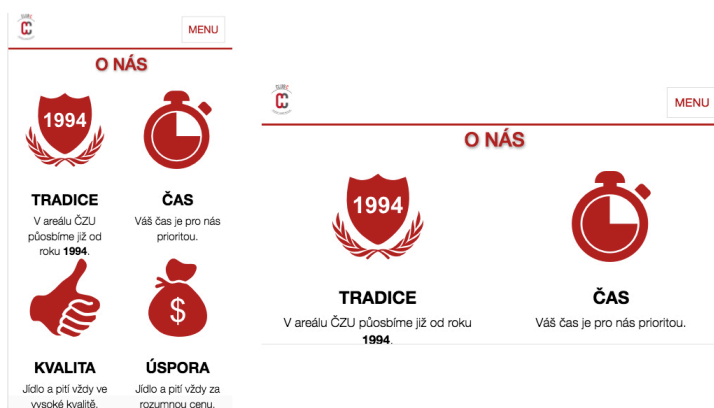 MENU
O NÁS
1994
TRADICE
V areálu ČZU
půosbíme již od
roku 1994.
ČAS
Váš čas je pro nás
prioritou.
$
KVALITA
Jídlo a pití vždy ve
vysoké kvalitě.
ÚSPORA
Jídlo a pití vždy za
rozumnou cenu.
MENU
O NÁS
1994
TRADICE
V areálu ČZU půosbíme již od roku
1994.
ČAS
Váš čas je pro nás prioritou.